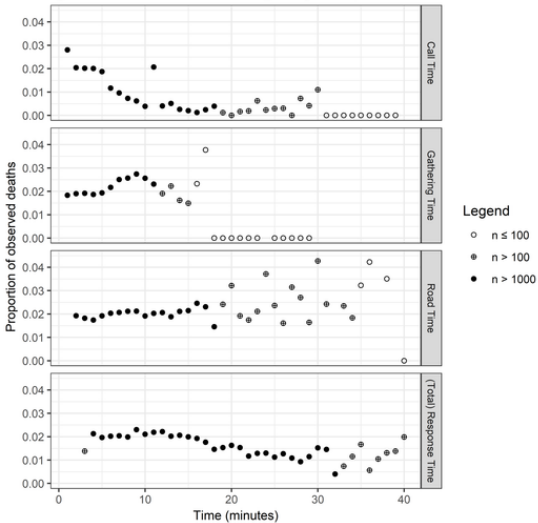 Proportion of observed deaths
0.04
0.03
0.02
0.01
0.00
Call Time
0.04
0.03
0.02
0.01
0.00
Gathering Time
0.04
0.03
0.02
0.01
0.00
Road Time
0.04
0.03
0.02
0.01
0.00
(Total) Response Time
0 10 20 30 40
Time (minutes)
Legend
n ≤ 100
n > 100
n > 1000